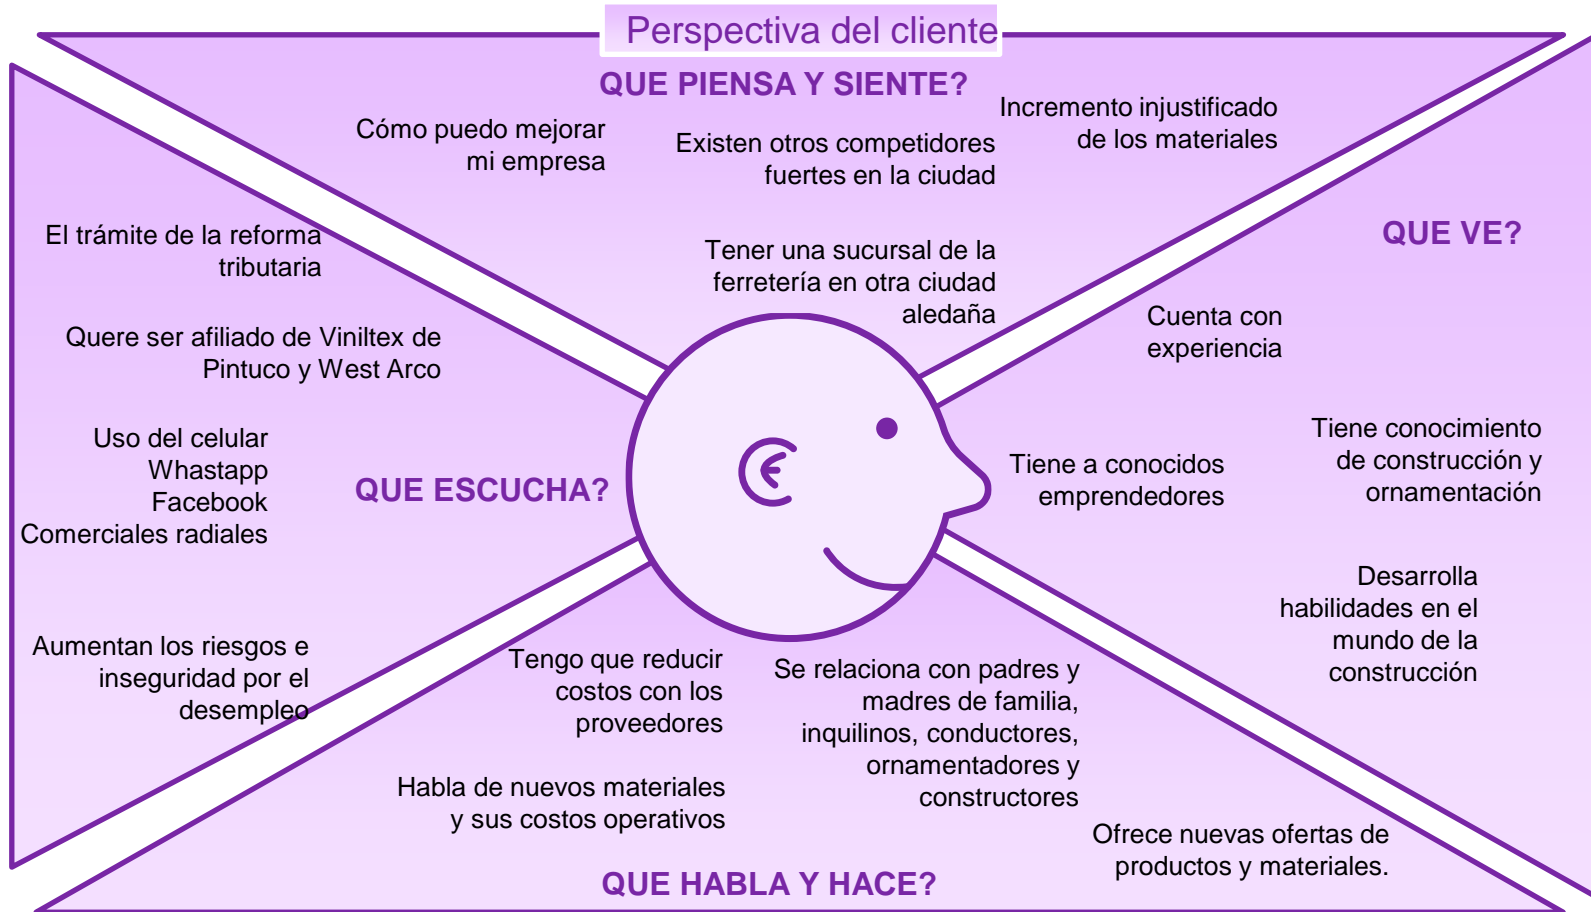 Perspectiva del cliente
QUE PIENSA Y SIENTE?
Cómo puedo mejorar
mi empresa
Existen otros competidores
fuertes en la ciudad
Incremento injustificado
de los materiales
Tener una sucursal de la
ferretería en otra ciudad
aledaña
El trámite de la reforma
tributaria
Quere ser afiliado de Viniltex de
Pintuco y West Arco
Uso del celular
Whastapp
Facebook
Comerciales radiales
QUE ESCUCHA?
Aumentan los riesgos e
inseguridad por el
desempleo
QUE VE?
Cuenta con
experiencia
Tiene a conocidos
emprendedores
Tiene conocimiento
de construcción y
ornamentación
Desarrolla
habilidades en el
mundo de la
construcción
Tengo que reducir
costos con los
proveedores
Se relaciona con padres y
madres de familia,
inquilinos, conductores,
ornamentadores y
constructores
Habla de nuevos materiales
y sus costos operativos
Ofrece nuevas ofertas de
productos y materiales.
QUE HABLA Y HACE?